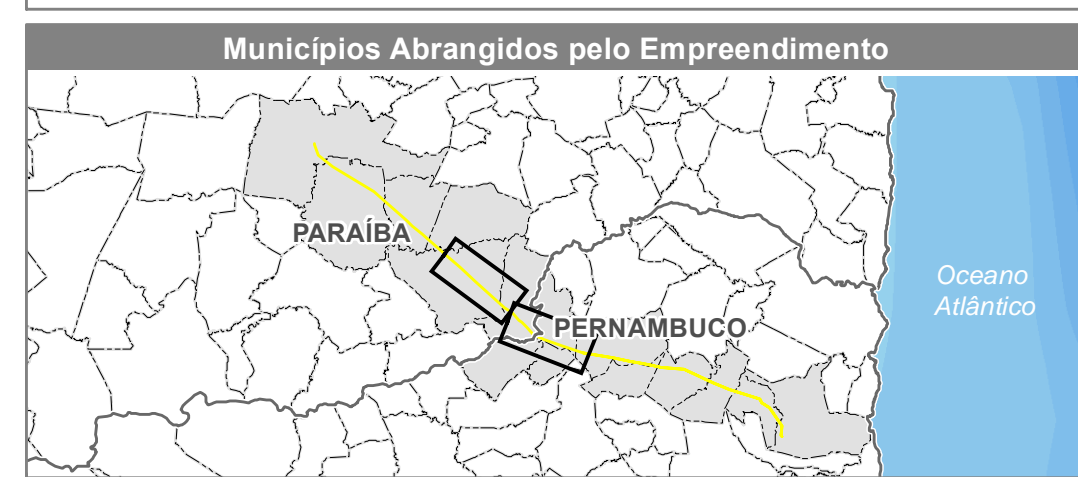 Municípios Abrangidos pelo Empreendimento
PARAÍBA
PERNAMBUCO
Oceano
Atlântico